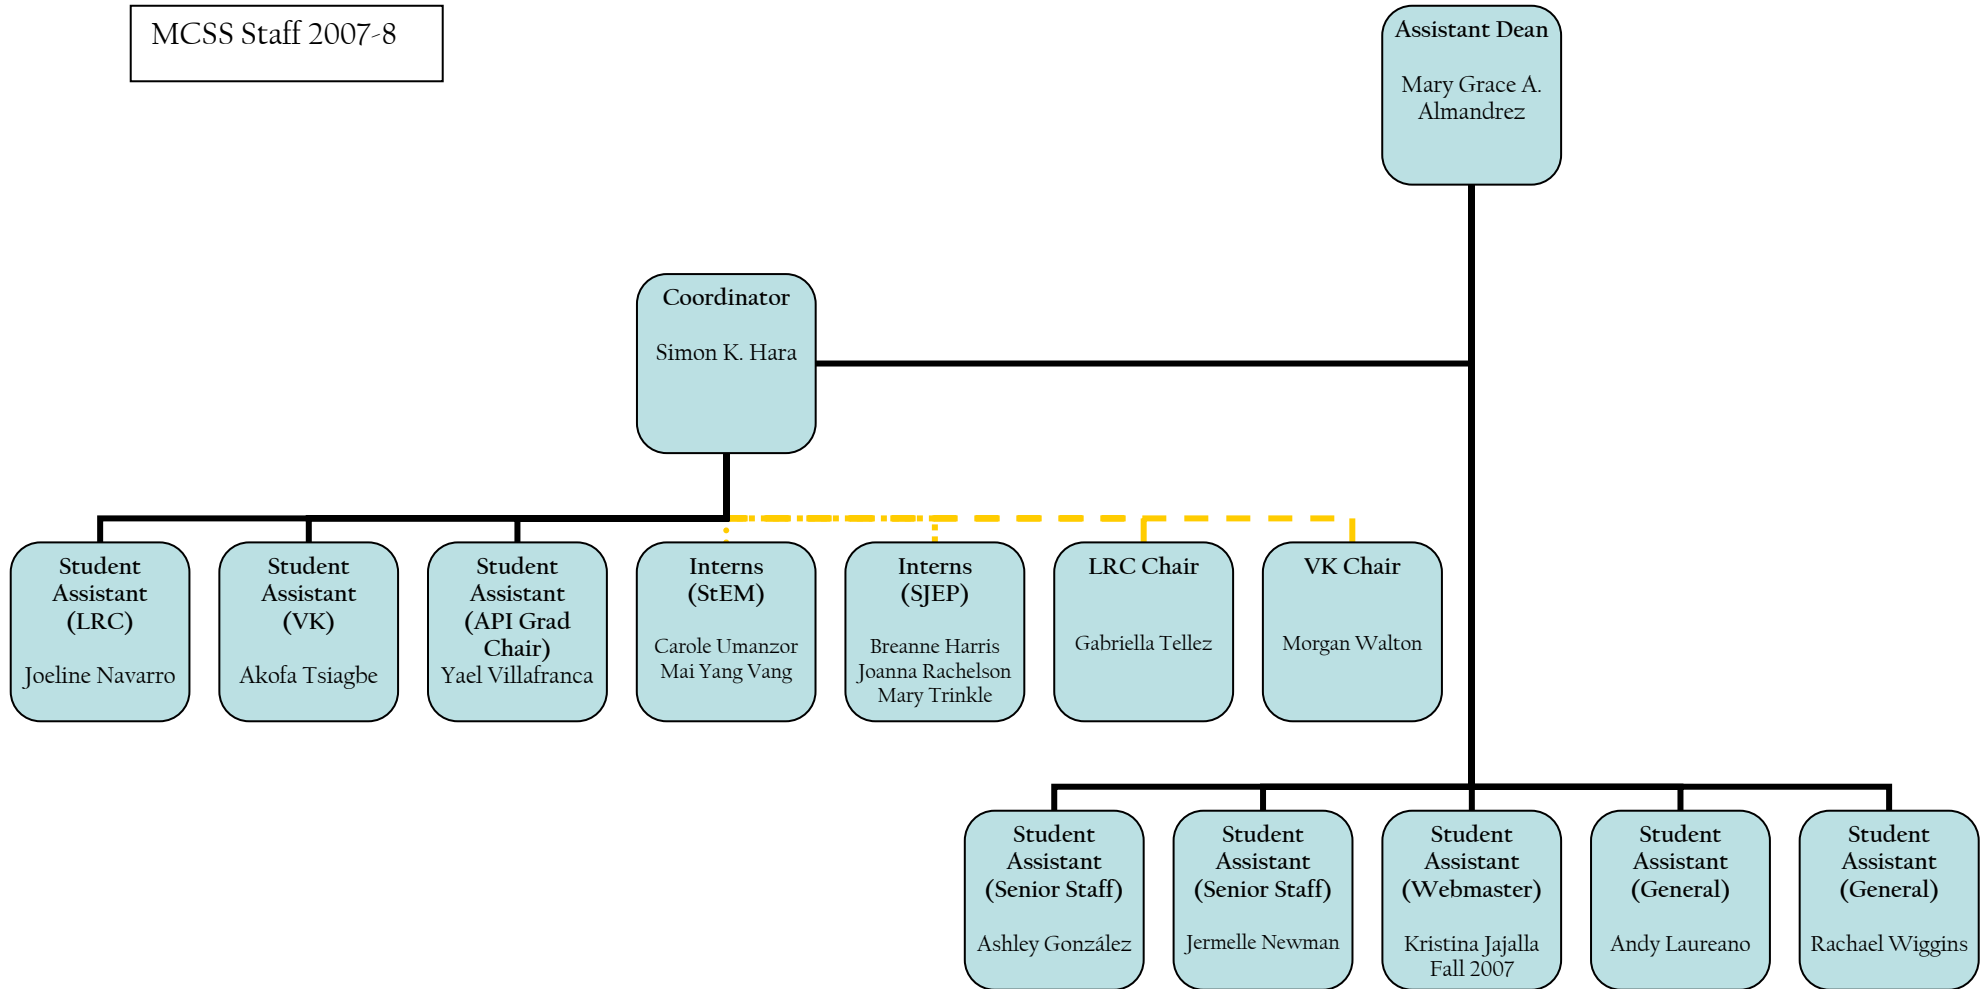 MCSS Staff 2007-8
Assistant Dean
Mary Grace A.
Almandrez
Coordinator
Simon K. Hara
Student
Assistant
(LRC)
Joeline Navarro
Student
Assistant
(VK)
Akofa Tsiagbe
Student
Assistant
(API Grad
Chair)
Yael Villafranca
Interns
(StEM)
Carole Umanzor
Mai Yang Vang
Interns
(SJEP)
Breanne Harris
Joanna Rachelson
Mary Trinkle
LRC Chair
Gabriella Tellez
VK Chair
Morgan Walton
Student
Assistant
(Senior Staff)
Ashley González
Student
Assistant
(Senior Staff)
Jermelle Newman
Student
Assistant
(Webmaster)
Kristina Jajalla
Fall 2007
Student
Assistant
(General)
Andy Laureano
Student
Assistant
(General)
Rachael Wiggins